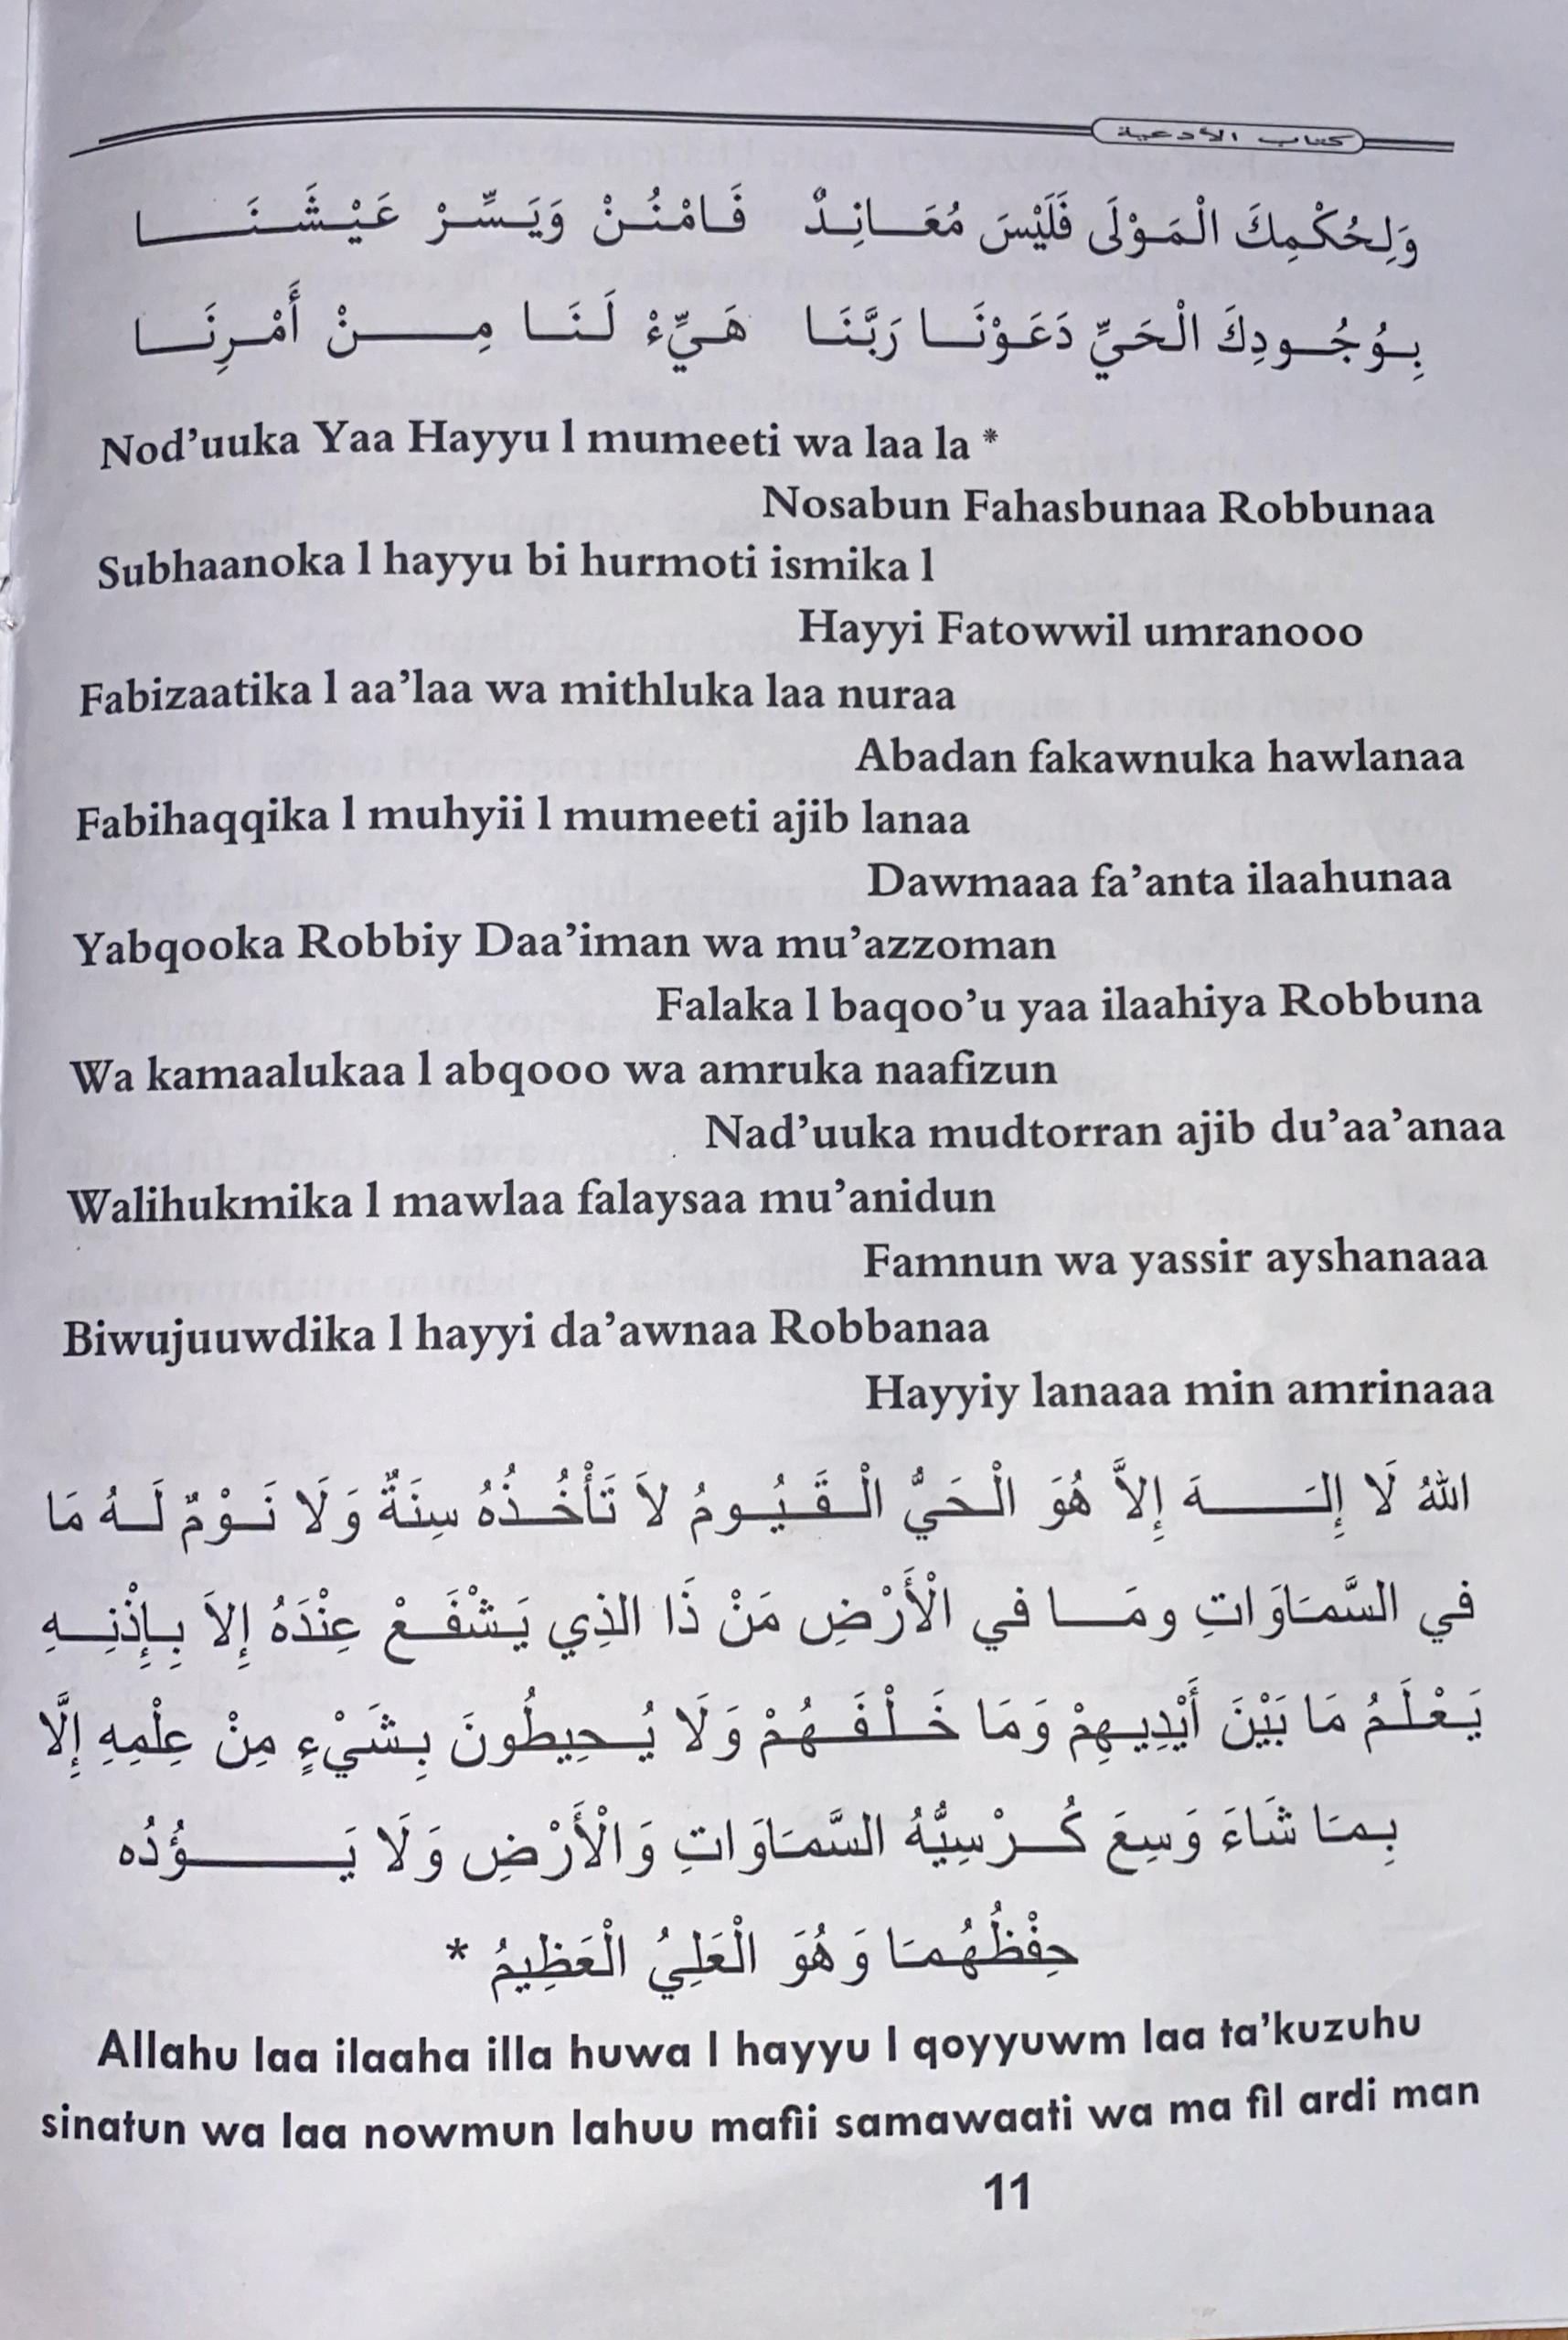 كتاب الأدعية
وَلِحُكْمِكَ الْمَوْلَى فَلَيْسَ مُعَانِدٌ فَامْنُنْ وَيَسِّرْ عَيْشَنَا
بِوُجُودِكَ الْحَيِّ دَعَوْنَا رَبَّنَا هَيِّءْ لَنَا مِنْ أَمْرِنَا
Nod’uuka Yaa Hayyu l mumeeti wa laa la *
Nosabun Fahasbunaa Robbunaa
Subhaanoka l hayyu bi hurmoti ismika l
Hayyi Fatowwil umranooo
Fabizaatika l aa’laa wa mithluka laa nuraa
Abadan fakawnuka hawlanaa
Fabihaqqika l muhyii l mumeeti ajib lanaa
Dawmaaa fa’anta ilaahunaa
Yabqooka Robbiy Daa’iman wa mu’azzoman
Falaka l baqoo’u yaa ilaahiya Robbuna
Wa kamaalukaa l abqooo wa amruka naafizun
Nad’uuka mudtorran ajib du’aa’anaa
Walihukmika l mawlaa falaysaa mu’anidun
Famnun wa yassir ayshanaaa
Biwujuuwdika l hayyi da’awnaa Robbanaa
Hayyiy lanaaa min amrinaaa
اللهُ لَا إِلَهَ إِلاَّ هُوَ الْحَيُّ الْقَيُومُ لاَ تَأْخُذُهُ سِنَةٌ وَلَا نَوْمٌ لَهُ مَا
في السَّمَاوَاتِ ومَا في الْأَرْضِ مَنْ ذَا الذِي يَشْفَعْ عِنْدَهُ إِلاَ بِإِذْنِهِ
يَعْلَمُ مَا بَيْنَ أَيْدِيهِمْ وَمَا خَلْفَهُمْ وَلَا يُحِيطُونَ بِشَيْءٍ مِنْ عِلْمِهِ إِلَّا
بِمَا شَاءَ وَسِعَ كُرْسِيُّهُ السَّمَاوَاتِ وَالْأَرْضِ وَلَا يَؤُدُه
حِفْظُهُمَا وَهُوَ الْعَلِيُ الْعَظِيمُ *
Allahu laa ilaaha illa huwa l hayyu l qoyyuwm laa ta’kuzuhu
sinatun wa laa nowmun lahuu mafii samawaati wa ma fil ardi man
11